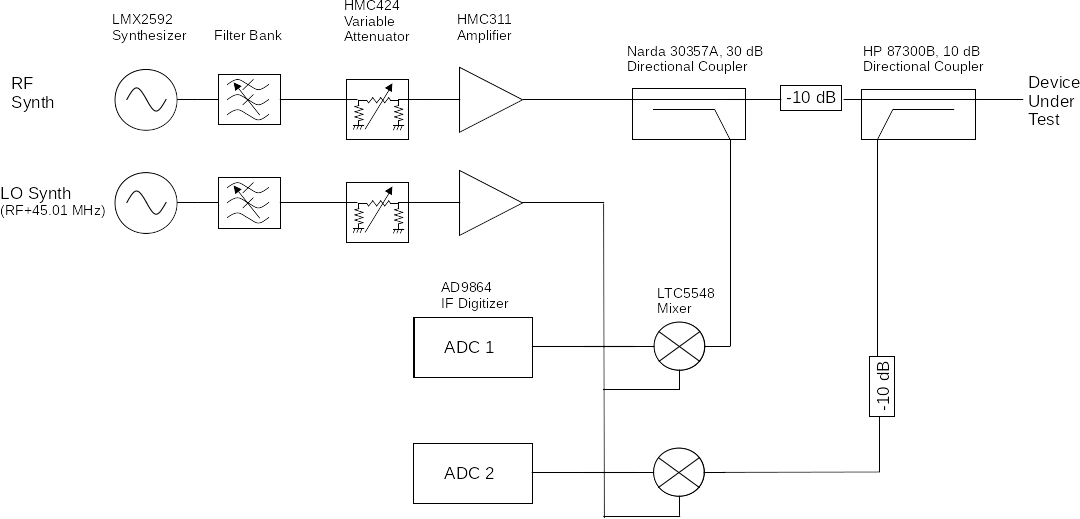 LMX2592
Synthesizer
Filter Bank
HMC424
Variable
Attenuator
HMC311
Amplifier
Narda 30357A, 30 dB
Directional Coupler
HP 87300B, 10 dB
Directional Coupler
RF
Synth
-10 dB
Device
Under
Test
LO Synth
(RF+45.01 MHz)
AD9864
IF Digitizer
LTC5548
Mixer
ADC 1
-10 dB
ADC 2